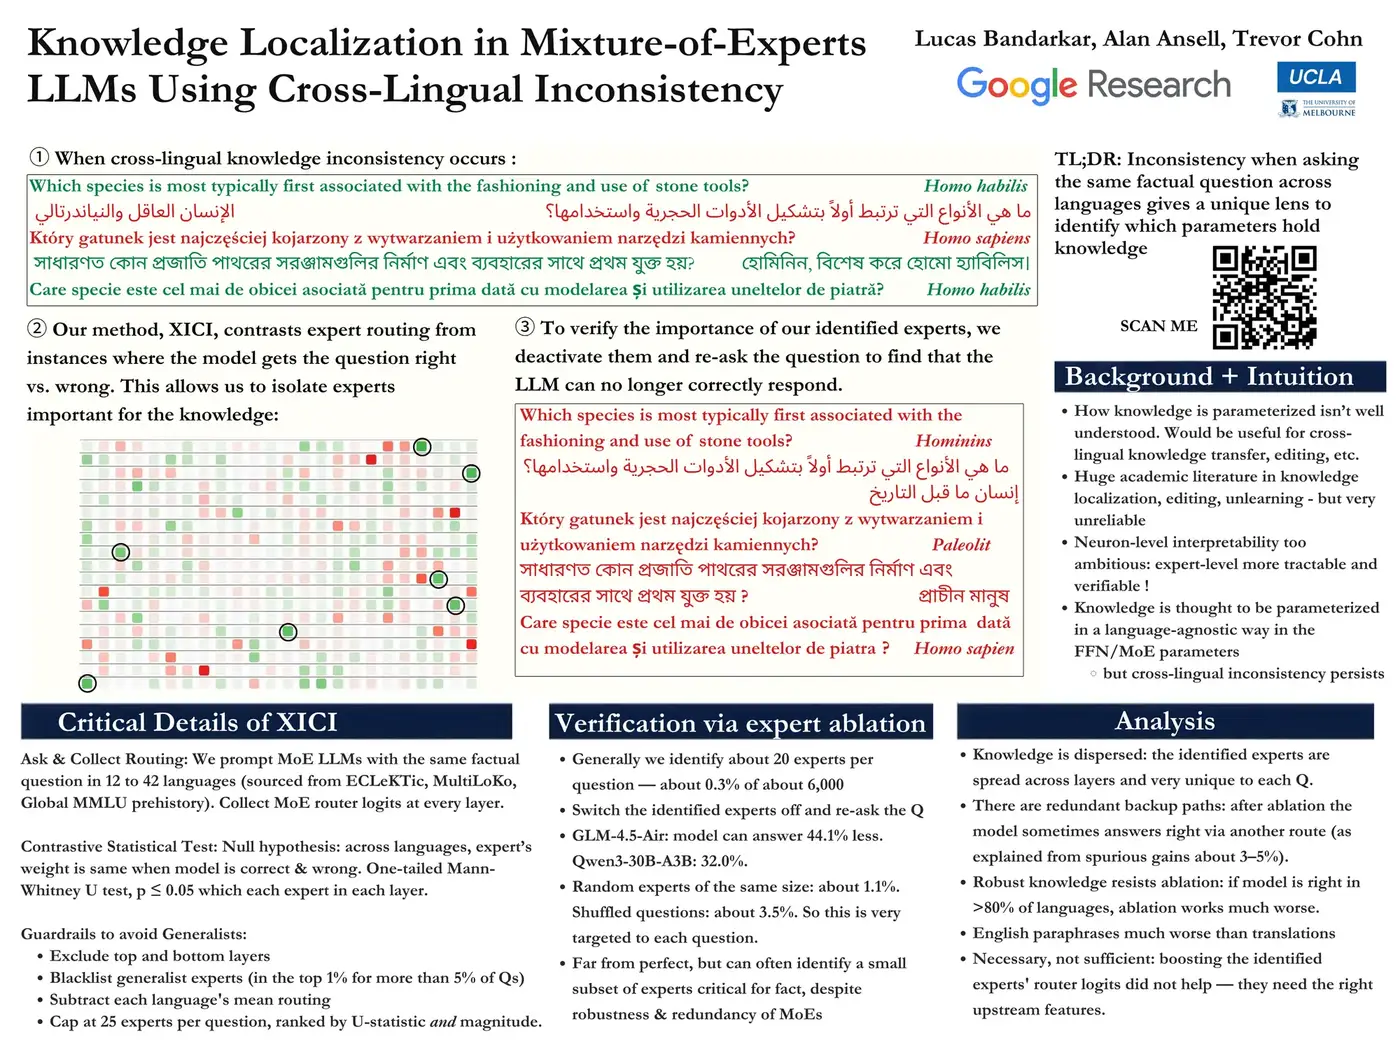 Knowledge Localization in Mixture-of-Experts
LLMs Using Cross-Lingual Inconsistency
Lucas Bandarkar, Alan Ansell, Trevor Cohn
Google Research
UCLA
THE UNIVERSITY OF
MELBOURNE
① When cross-lingual knowledge inconsistency occurs :
Which species is most typically first associated with the fashioning and use of stone tools? Homo habilis
ما هي الأنواع التي ترتبط أولاً بتشكيل الأدوات الحجرية واستخدامها؟ الإنسان العاقل والنياندرتالي
Który gatunek jest najczęściej kojarzony z wytwarzaniem i użytkowaniem narzędzi kamiennych? Homo sapiens
সাধারণত কোন প্রজাতি পাথরের সরঞ্জামগুলির নির্মাণ এবং ব্যবহারের সাথে প্রথম যুক্ত হয়? হোমিনিন, বিশেষ করে হোমো হ্যাবিলিস।
Care specie este cel mai de obicei asociată pentru prima dată cu modelarea și utilizarea uneltelor de piatră? Homo habilis
TL;DR: Inconsistency when asking
the same factual question across
languages gives a unique lens to
identify which parameters hold
knowledge
SCAN ME
② Our method, XICI, contrasts expert routing from
instances where the model gets the question right
vs. wrong. This allows us to isolate experts
important for the knowledge:
③ To verify the importance of our identified experts, we
deactivate them and re-ask the question to find that the
LLM can no longer correctly respond.
Which species is most typically first associated with the
fashioning and use of stone tools? Hominins
ما هي الأنواع التي ترتبط أولاً بتشكيل الأدوات الحجرية واستخدامها؟
إنسان ما قبل التاريخ
Który gatunek jest najczęściej kojarzony z wytwarzaniem i
użytkowaniem narzędzi kamiennych? Paleolit
সাধারণত কোন প্রজাতি পাথরের সরঞ্জামগুলির নির্মাণ এবং
ব্যবহারের সাথে প্রথম যুক্ত হয় ? প্রাচীন মানুষ
Care specie este cel mai de obicei asociată pentru prima dată
cu modelarea și utilizarea uneltelor de piatra ? Homo sapien
Background + Intuition
• How knowledge is parameterized isn't well
understood. Would be useful for cross-
lingual knowledge transfer, editing, etc.
• Huge academic literature in knowledge
localization, editing, unlearning - but very
unreliable
• Neuron-level interpretability too
ambitious: expert-level more tractable and
verifiable !
• Knowledge is thought to be parameterized
in a language-agnostic way in the
FFN/MoE parameters
◦ but cross-lingual inconsistency persists
Critical Details of XICI
Ask & Collect Routing: We prompt MoE LLMs with the same factual
question in 12 to 42 languages (sourced from ECLeKTic, MultiLoKo,
Global MMLU prehistory). Collect MoE router logits at every layer.
Contrastive Statistical Test: Null hypothesis: across languages, expert's
weight is same when model is correct & wrong. One-tailed Mann-
Whitney U test, p ≤ 0.05 which each expert in each layer.
Guardrails to avoid Generalists:
• Exclude top and bottom layers
• Blacklist generalist experts (in the top 1% for more than 5% of Qs)
• Subtract each language's mean routing
• Cap at 25 experts per question, ranked by U-statistic and magnitude.
Verification via expert ablation
• Generally we identify about 20 experts per
question — about 0.3% of about 6,000
• Switch the identified experts off and re-ask the Q
• GLM-4.5-Air: model can answer 44.1% less.
Qwen3-30B-A3B: 32.0%.
• Random experts of the same size: about 1.1%.
Shuffled questions: about 3.5%. So this is very
targeted to each question.
• Far from perfect, but can often identify a small
subset of experts critical for fact, despite
robustness & redundancy of MoEs
Analysis
• Knowledge is dispersed: the identified experts are
spread across layers and very unique to each Q.
• There are redundant backup paths: after ablation the
model sometimes answers right via another route (as
explained from spurious gains about 3–5%).
• Robust knowledge resists ablation: if model is right in
>80% of languages, ablation works much worse.
• English paraphrases much worse than translations
• Necessary, not sufficient: boosting the identified
experts' router logits did not help — they need the right
upstream features.